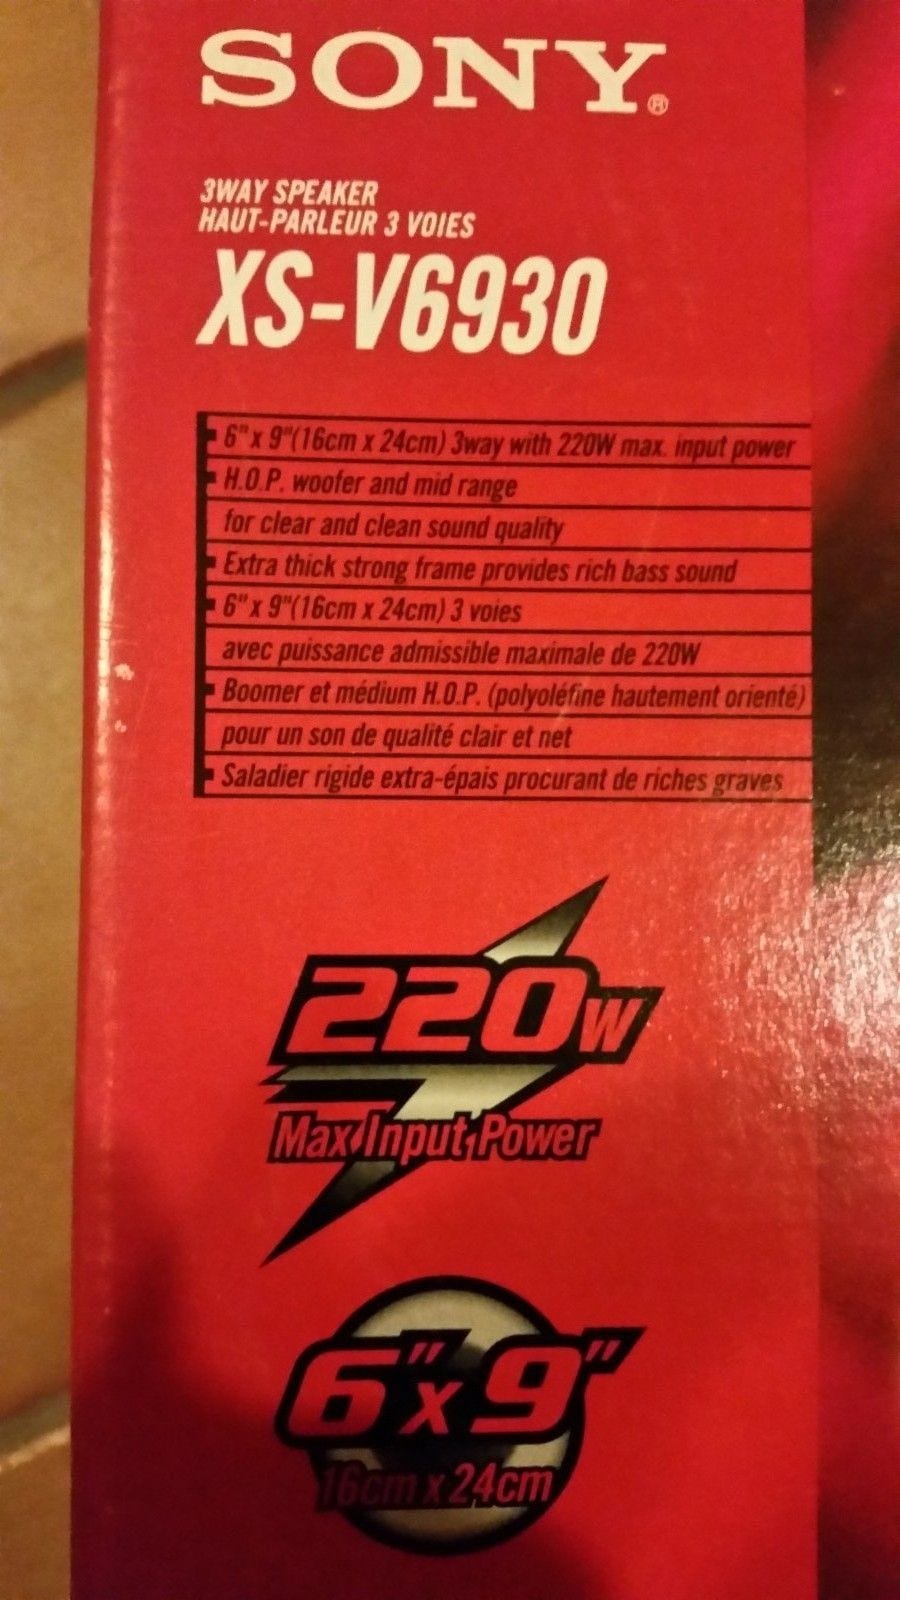 SONY®
3WAY SPEAKER
HAUT-PARLEUR 3 VOIES
XS-V6930
6"x 9"(16cm x 24cm) 3way with 220W max. input power
H.O.P. woofer and mid range
for clear and clean sound quality
Extra thick strong frame provides rich bass sound
6"x 9"(16cm x 24cm) 3 voies
avec puissance admissible maximale de 220W
Boomer et médium H.O.P. (polyoléfine hautement orienté)
pour un son de qualité clair et net
Saladier rigide extra-épais procurant de riches graves
220W
Max Input Power
6"x9"
16cm x 24cm